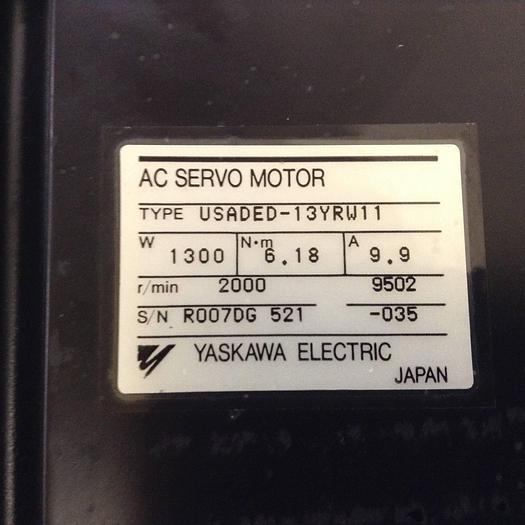 AC SERVO MOTOR
TYPE USADED-13YRW11
W 1300 N·m 6.18 A 9.9
r/min 2000 9502
S/N R007DG 521 -035
YASKAWA ELECTRIC
JAPAN